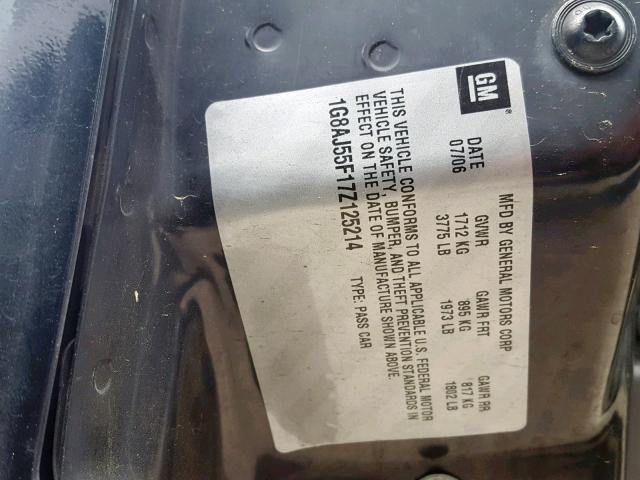 GM
MFD BY GENERAL MOTORS CORP
DATE GVWR GAWR FRT GAWR RR
07/06 1712 KG 895 KG 817 KG
3775 LB 1973 LB 1802 LB
THIS VEHICLE CONFORMS TO ALL APPLICABLE U.S. FEDERAL MOTOR
VEHICLE SAFETY, BUMPER, AND THEFT PREVENTION STANDARDS IN
EFFECT ON THE DATE OF MANUFACTURE SHOWN ABOVE.
1G8AJ55F17Z125214 TYPE: PASS CAR